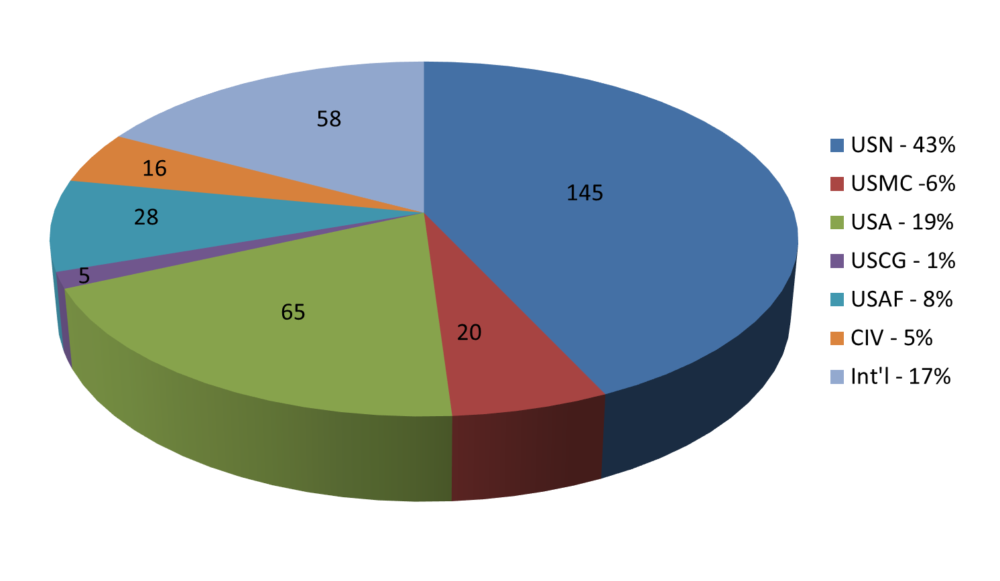 58
16
145
28
5
65
20
USN - 43%
USMC -6%
USA - 19%
USCG - 1%
USAF - 8%
CIV - 5%
Int'l - 17%